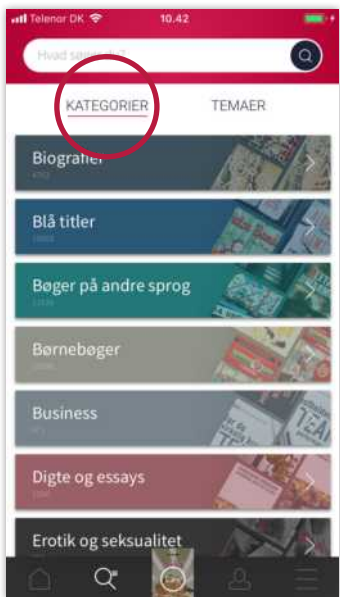 Telenor DK 10.42
Hvad søger du?
KATEGORIER TEMAER
Biografier
Blå titler
Bøger på andre sprog
Børnebøger
Business
Digte og essays
Erotik og seksualitet